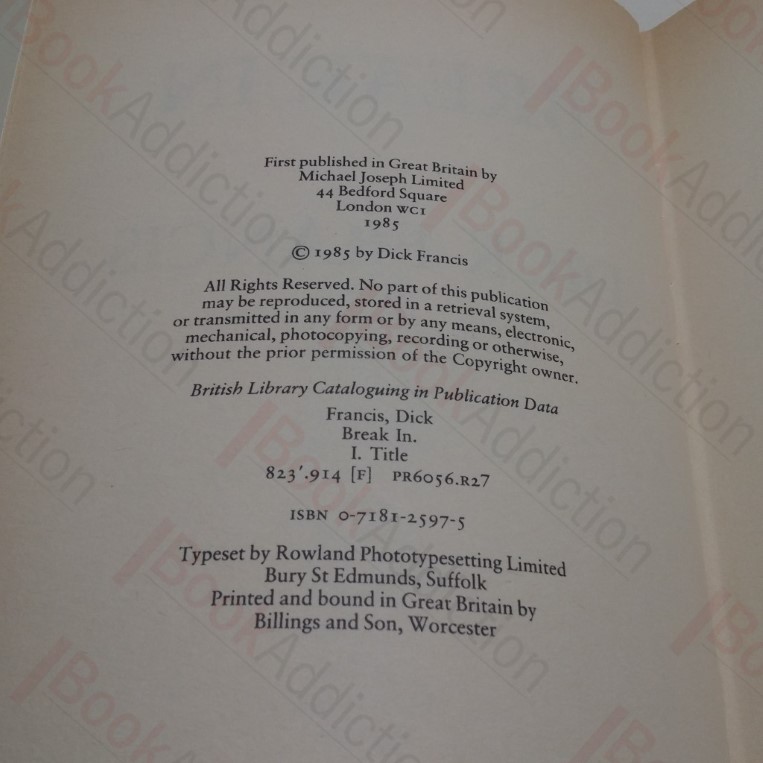 First published in Great Britain by
Michael Joseph Limited
44 Bedford Square
London WC1
1985
© 1985 by Dick Francis
All Rights Reserved. No part of this publication
may be reproduced, stored in a retrieval system,
or transmitted in any form or by any means, electronic,
mechanical, photocopying, recording or otherwise,
without the prior permission of the Copyright owner.
British Library Cataloguing in Publication Data
Francis, Dick
Break In.
I. Title
823'.914 [F] PR6056.R27
ISBN 0-7181-2597-5
Typeset by Rowland Phototypesetting Limited
Bury St Edmunds, Suffolk
Printed and bound in Great Britain by
Billings and Son, Worcester
BookAddiction